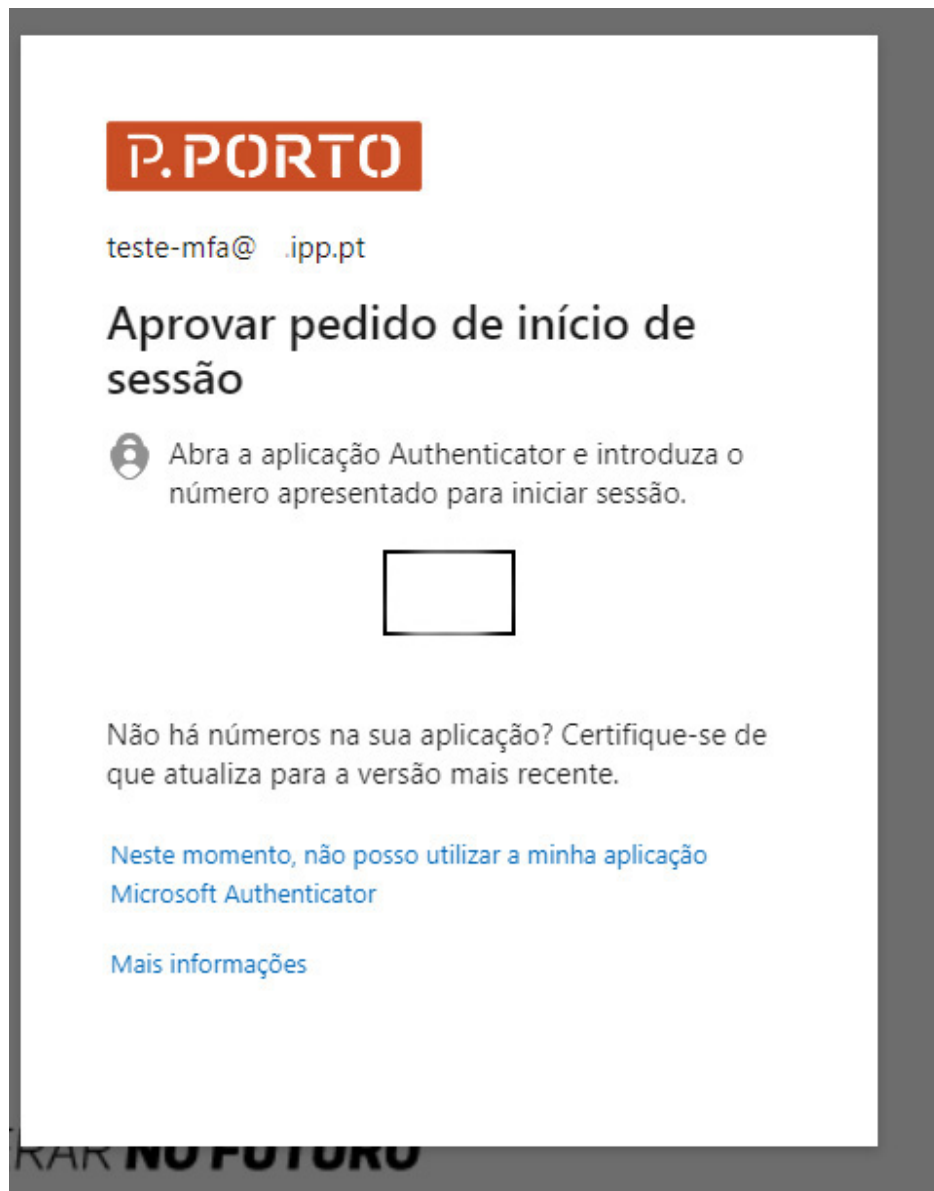 P.PORTO
teste-mfa@ .ipp.pt
Aprovar pedido de início de
sessão
Abra a aplicação Authenticator e introduza o
número apresentado para iniciar sessão.
Não há números na sua aplicação? Certifique-se de
que atualiza para a versão mais recente.
Neste momento, não posso utilizar a minha aplicação
Microsoft Authenticator
Mais informações
NO FUTURO